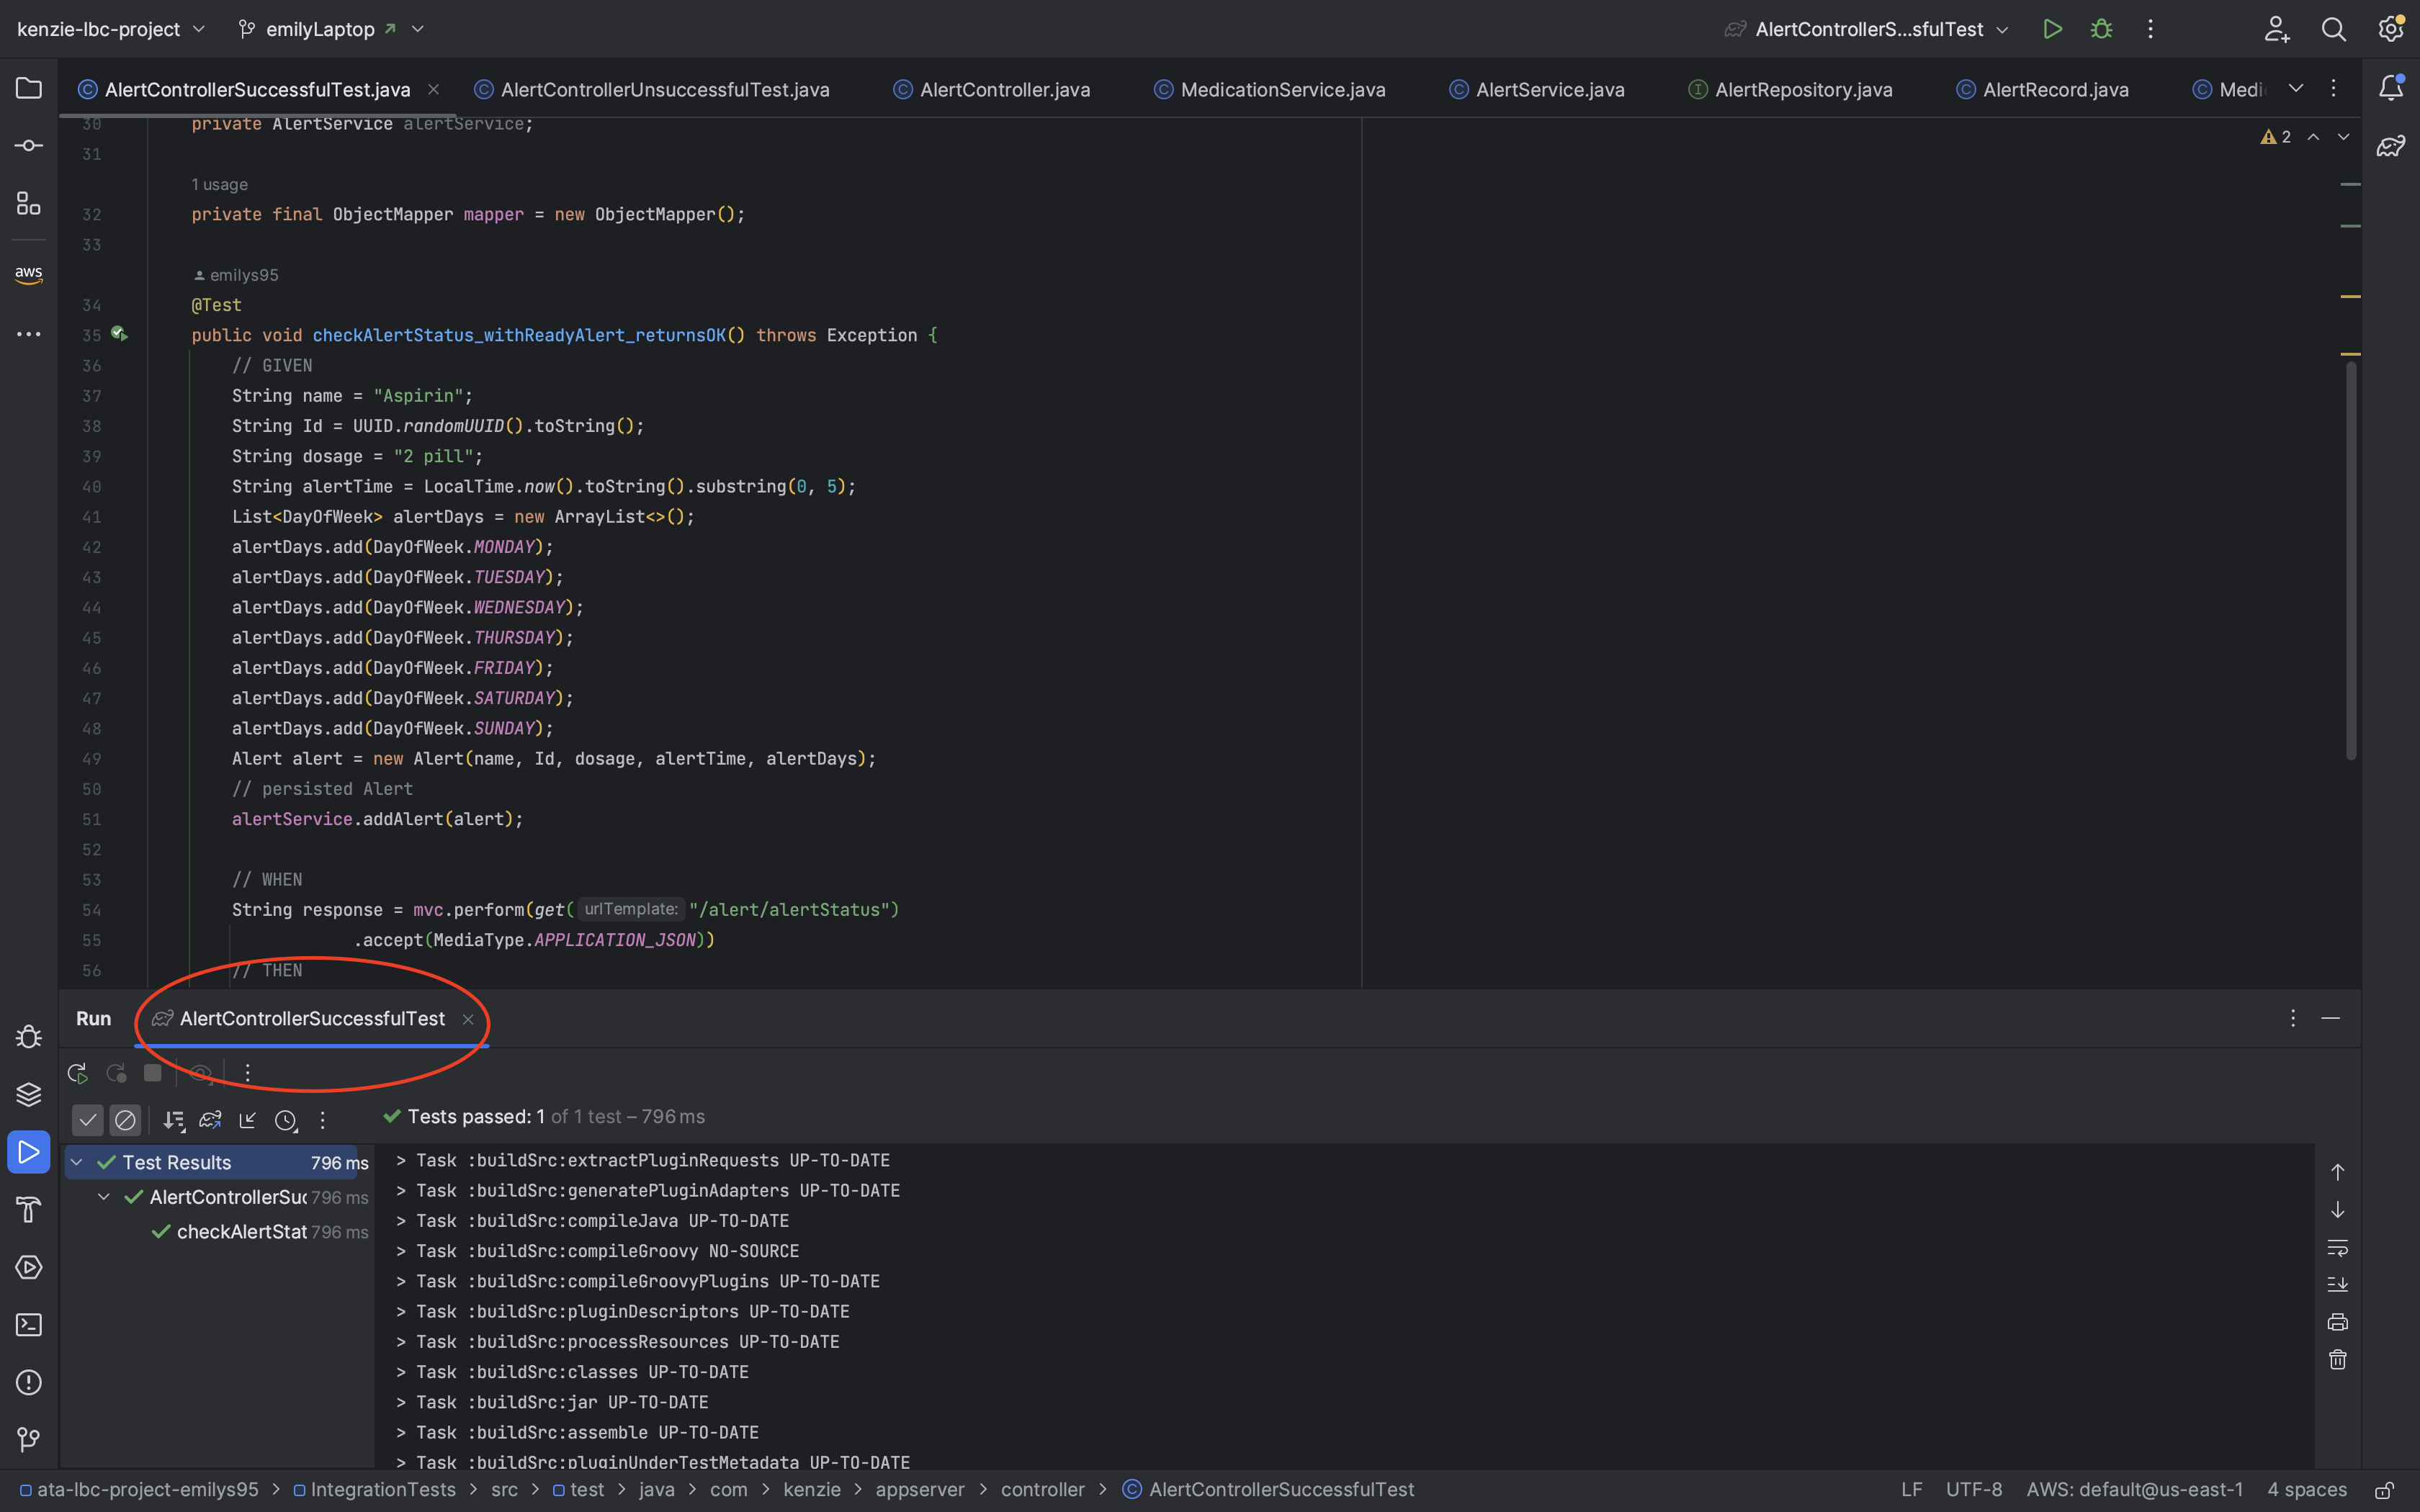 kenzie-lbc-project emilyLaptop AlertControllerS...sfulTest
AlertControllerSuccessfulTest.java AlertControllerUnsuccessfulTest.java AlertController.java MedicationService.java AlertService.java AlertRepository.java AlertRecord.java Medi
aws
2
30 private AlertService alertService;
31
1 usage
32 private final ObjectMapper mapper = new ObjectMapper();
33
emilys95
34 @Test
35 public void checkAlertStatus_withReadyAlert_returnsOK() throws Exception {
36 // GIVEN
37 String name = "Aspirin";
38 String Id = UUID.randomUUID().toString();
39 String dosage = "2 pill";
40 String alertTime = LocalTime.now().toString().substring(0, 5);
41 List<DayOfWeek> alertDays = new ArrayList<>();
42 alertDays.add(DayOfWeek.MONDAY);
43 alertDays.add(DayOfWeek.TUESDAY);
44 alertDays.add(DayOfWeek.WEDNESDAY);
45 alertDays.add(DayOfWeek.THURSDAY);
46 alertDays.add(DayOfWeek.FRIDAY);
47 alertDays.add(DayOfWeek.SATURDAY);
48 alertDays.add(DayOfWeek.SUNDAY);
49 Alert alert = new Alert(name, Id, dosage, alertTime, alertDays);
50 // persisted Alert
51 alertService.addAlert(alert);
52
53 // WHEN
54 String response = mvc.perform(get( urlTemplate: "/alert/alertStatus")
55 .accept(MediaType.APPLICATION_JSON))
56 // THEN
Run AlertControllerSuccessfulTest
Tests passed: 1 of 1 test – 796 ms
Test Results 796 ms
AlertControllerSuc 796 ms
checkAlertStat 796 ms
> Task :buildSrc:extractPluginRequests UP-TO-DATE
> Task :buildSrc:generatePluginAdapters UP-TO-DATE
> Task :buildSrc:compileJava UP-TO-DATE
> Task :buildSrc:compileGroovy NO-SOURCE
> Task :buildSrc:compileGroovyPlugins UP-TO-DATE
> Task :buildSrc:pluginDescriptors UP-TO-DATE
> Task :buildSrc:processResources UP-TO-DATE
> Task :buildSrc:classes UP-TO-DATE
> Task :buildSrc:jar UP-TO-DATE
> Task :buildSrc:assemble UP-TO-DATE
> Task :buildSrc:pluginUnderTestMetadata UP-TO-DATE
ata-lbc-project-emilys95 > IntegrationTests > src > test > java > com > kenzie > appserver > controller > AlertControllerSuccessfulTest LF UTF-8 AWS: default@us-east-1 4 spaces